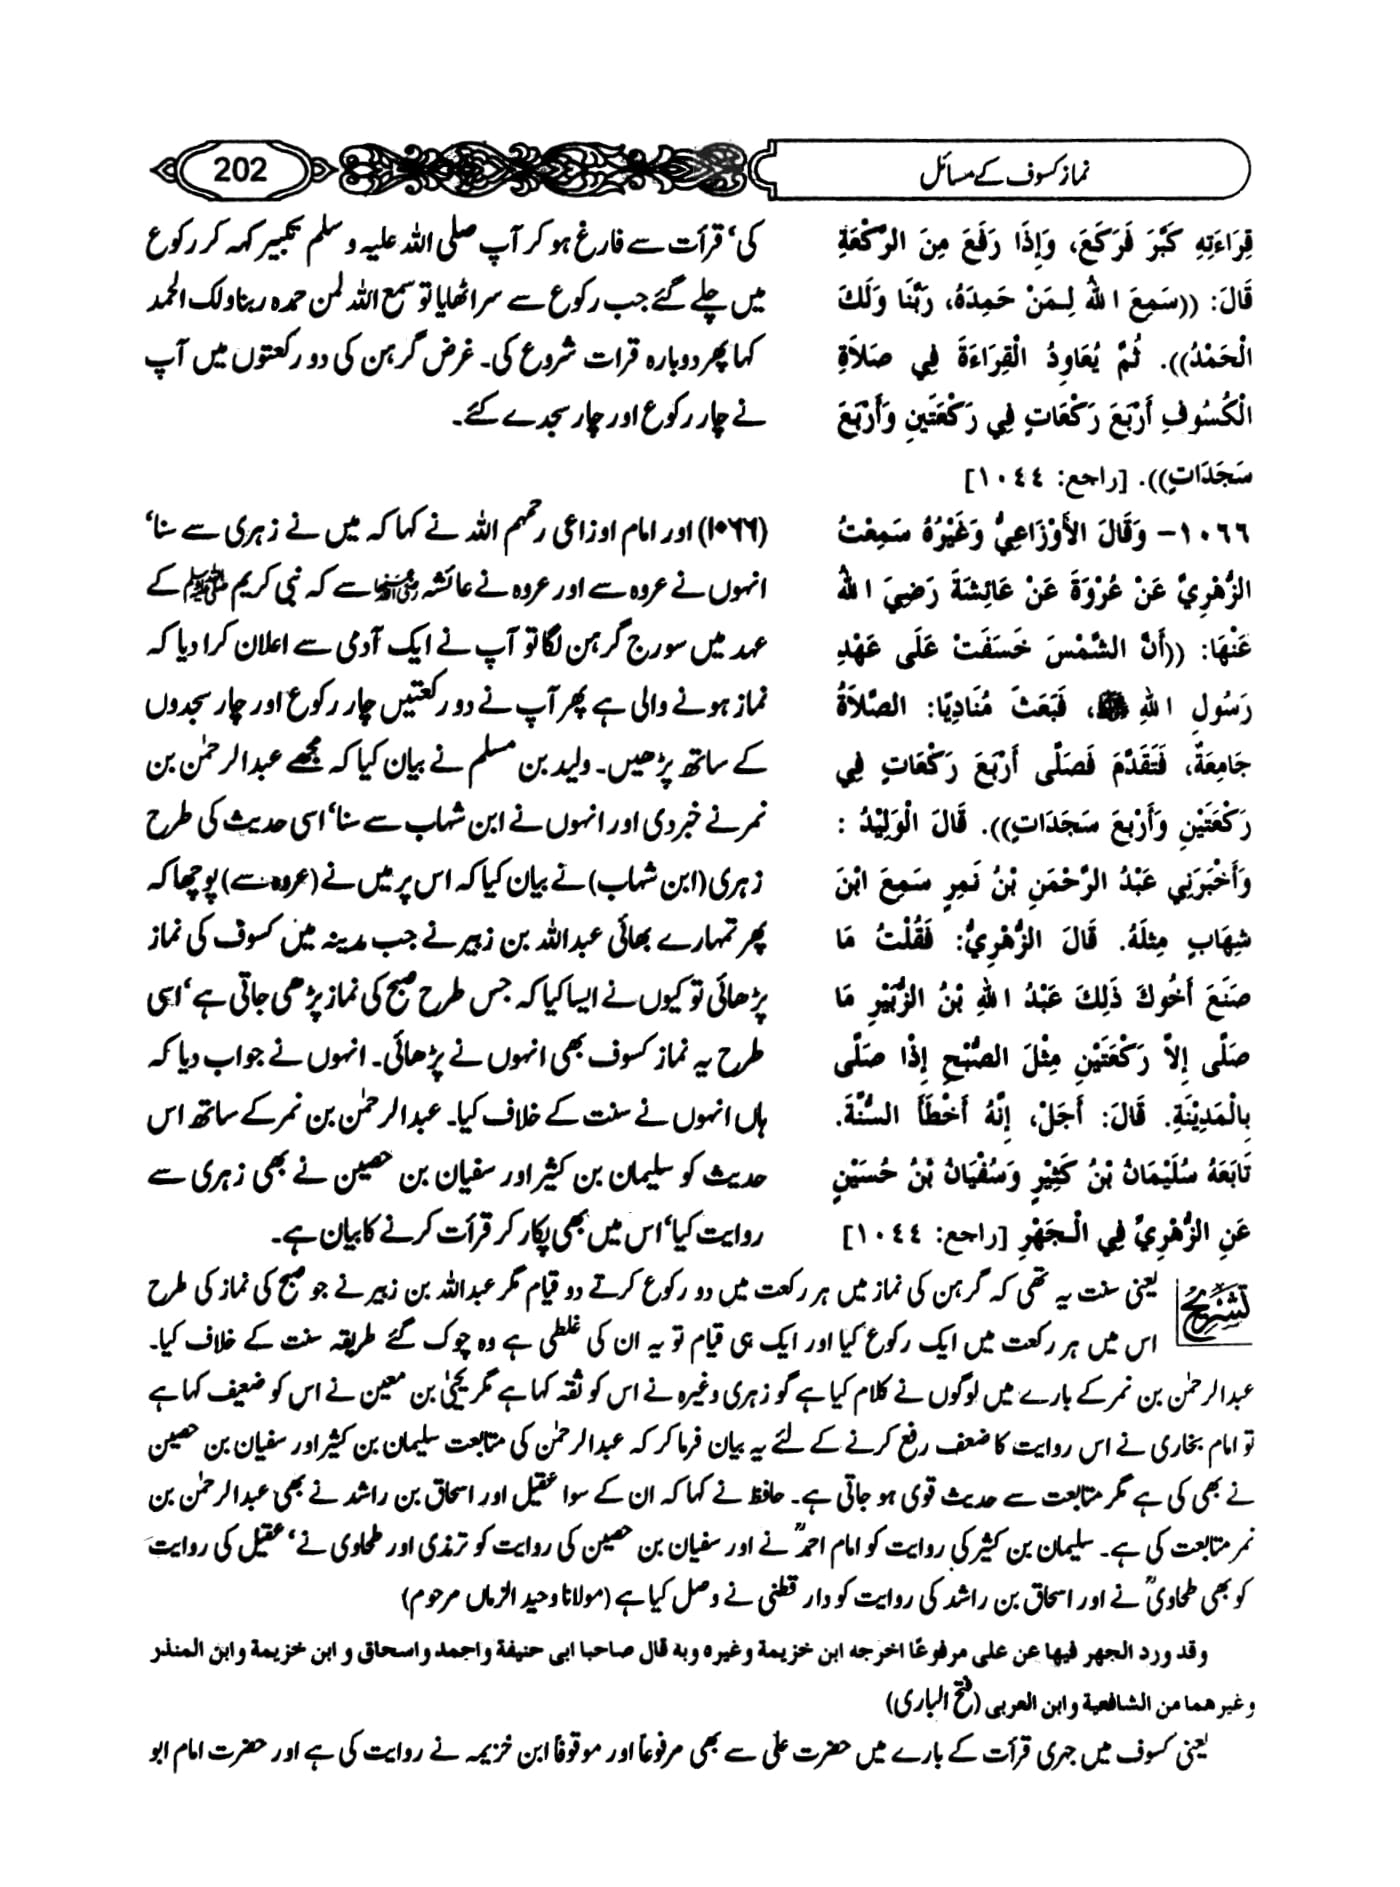 نماز کسوف کے مسائل
202
قِرَاءَتِهِ كَبَّرَ فَرَكَعَ، وَإِذَا رَفَعَ مِنَ الرَّكْعَةِ
قَالَ: ((سَمِعَ ا للهُ لِمَنْ حَمِدَهُ، رَبَّنَا وَلَكَ
الْحَمْدُ)). ثُمَّ يُعَاوِدُ الْقِرَاءَةَ فِي صَلاَةِ
الْكُسُوفِ أَرْبَعَ رَكْعَاتٍ فِي رَكْعَتَينِ وَأَرْبَعَ
سَجَدَاتٍ)). [راجع: ١٠٤٤]
١٠٦٦- وَقَالَ الأَوْزَاعِيُّ وَغَيْرُهُ سَمِعْتُ
الزُّهْرِيَّ عَنْ عُرْوَةَ عَنْ عَائِشَةَ رَضِيَ ا للهُ
عَنْهَا: ((أَنَّ الشَّمْسَ خَسَفَتْ عَلَى عَهْدِ
رَسُولِ ا للهِ ﷺ، فَبَعَثَ مُنَادِيًا: الصَّلاَةُ
جَامِعَةٌ، فَتَقَدَّمَ فَصَلَّى أَرْبَعَ رَكْعَاتٍ فِي
رَكْعَتَيْنِ وَأَرْبَعَ سَجَدَاتٍ)). قَالَ الْوَلِيْدُ :
وَأَخْبَرَنِي عَبْدُ الرَّحْمَنِ بْنُ نَمِرٍ سَمِعَ ابْنَ
شِهَابٍ مِثلَهُ. قَالَ الزُّهْرِيُّ: فَقُلْتُ مَا
صَنَعَ أَخُوكَ ذَلِكَ عَبْدُ ا للهِ بْنُ الزُّبَيْرِ مَا
صَلَّى إِلاَّ رَكْعَتَيْنِ مِثْلَ الصُّبْحِ إِذَا صَلَّى
بِالْمَدِيْنَةِ. قَالَ: أَجَلْ، إِنَّهُ أَخْطَأَ السُّنَّةَ.
تَابَعَهُ سُلَيْمَانُ بْنُ كَثِيْرٍ وَسُفْيَانُ بْنُ حُسَيْنٍ
عَنِ الزُّهْرِيِّ فِي الْجَهْرِ [راجع: ١٠٤٤]
کی، قرأت سے فارغ ہو کر آپ صلی اللہ علیہ و سلم تکبیر کہہ کر رکوع
میں چلے گئے جب رکوع سے سر اٹھایا تو سمع اللہ لمن حمدہ ربنا ولک الحمد
کہا پھر دوبارہ قرات شروع کی۔ غرض گرہن کی دو رکعتوں میں آپ
نے چار رکوع اور چار سجدے کئے۔
(۱۰۶۶) اور امام اوزاعی رحمہم اللہ نے کہا کہ میں نے زہری سے سنا،
انہوں نے عروہ سے اور عروہ نے عائشہ رضی اللہ عنہا سے کہ نبی کریم ﷺ کے
عہد میں سورج گرہن لگا تو آپ نے ایک آدمی سے اعلان کرا دیا کہ
نماز ہونے والی ہے پھر آپ نے دو رکعتیں چار رکوع اور چار سجدوں
کے ساتھ پڑھیں۔ ولید بن مسلم نے بیان کیا کہ مجھے عبدالرحمٰن بن
نمر نے خبر دی اور انہوں نے ابن شہاب سے سنا، اسی حدیث کی طرح
زہری (ابن شہاب) نے بیان کیا کہ اس پر میں نے (عروہ سے) پوچھا کہ
پھر تمہارے بھائی عبداللہ بن زبیر نے جب مدینہ میں کسوف کی نماز
پڑھائی تو کیوں نے ایسا کیا کہ جس طرح صبح کی نماز پڑھی جاتی ہے، اسی
طرح یہ نماز کسوف بھی انہوں نے پڑھائی۔ انہوں نے جواب دیا کہ
ہاں انہوں نے سنت کے خلاف کیا۔ عبدالرحمٰن بن نمر کے ساتھ اس
حدیث کو سلیمان بن کثیر اور سفیان بن حصین نے بھی زہری سے
روایت کیا، اس میں بھی پکار کر قرأت کرنے کا بیان ہے۔
تشریح یعنی سنت یہ تھی کہ گرہن کی نماز میں ہر رکعت میں دو رکوع کرتے دو قیام مگر عبداللہ بن زبیر نے جو صبح کی نماز کی طرح
اس میں ہر رکعت میں ایک رکوع کیا اور ایک ہی قیام تو یہ ان کی غلطی ہے وہ چوک گئے طریقہ سنت کے خلاف کیا۔
عبدالرحمٰن بن نمر کے بارے میں لوگوں نے کلام کیا ہے گو زہری وغیرہ نے اس کو ثقہ کہا ہے مگر یحیٰی بن معین نے اس کو ضعیف کہا ہے
تو امام بخاری نے اس روایت کا ضعف رفع کرنے کے لئے یہ بیان فرما کر کہ عبدالرحمٰن کی متابعت سلیمان بن کثیر اور سفیان بن حصین
نے بھی کی ہے مگر متابعت سے حدیث قوی ہو جاتی ہے۔ حافظ نے کہا کہ ان کے سوا عقیل اور اسحاق بن راشد نے بھی عبدالرحمٰن بن
نمر متابعت کی ہے۔ سلیمان بن کثیر کی روایت کو امام احمدؒ نے اور سفیان بن حصین کی روایت کو ترمذی اور طحاوی نے، عقیل کی روایت
کو بھی طحاویؒ نے اور اسحاق بن راشد کی روایت کو دار قطنی نے وصل کیا ہے (مولانا وحید الزماں مرحوم)
وقد ورد الجهر فيها عن على مرفوعًا اخرجه ابن خزيمة وغيره وبه قال صاحبا ابى حنيفة واحمد واسحاق و ابن خزيمة وابن المنذر
وغيرهما من الشافعية وابن العربى (فتح الباری)
یعنی کسوف میں جہری قرأت کے بارے میں حضرت علی سے بھی مرفوعاً اور موقوفاً ابن خزیمہ نے روایت کی ہے اور حضرت امام ابو